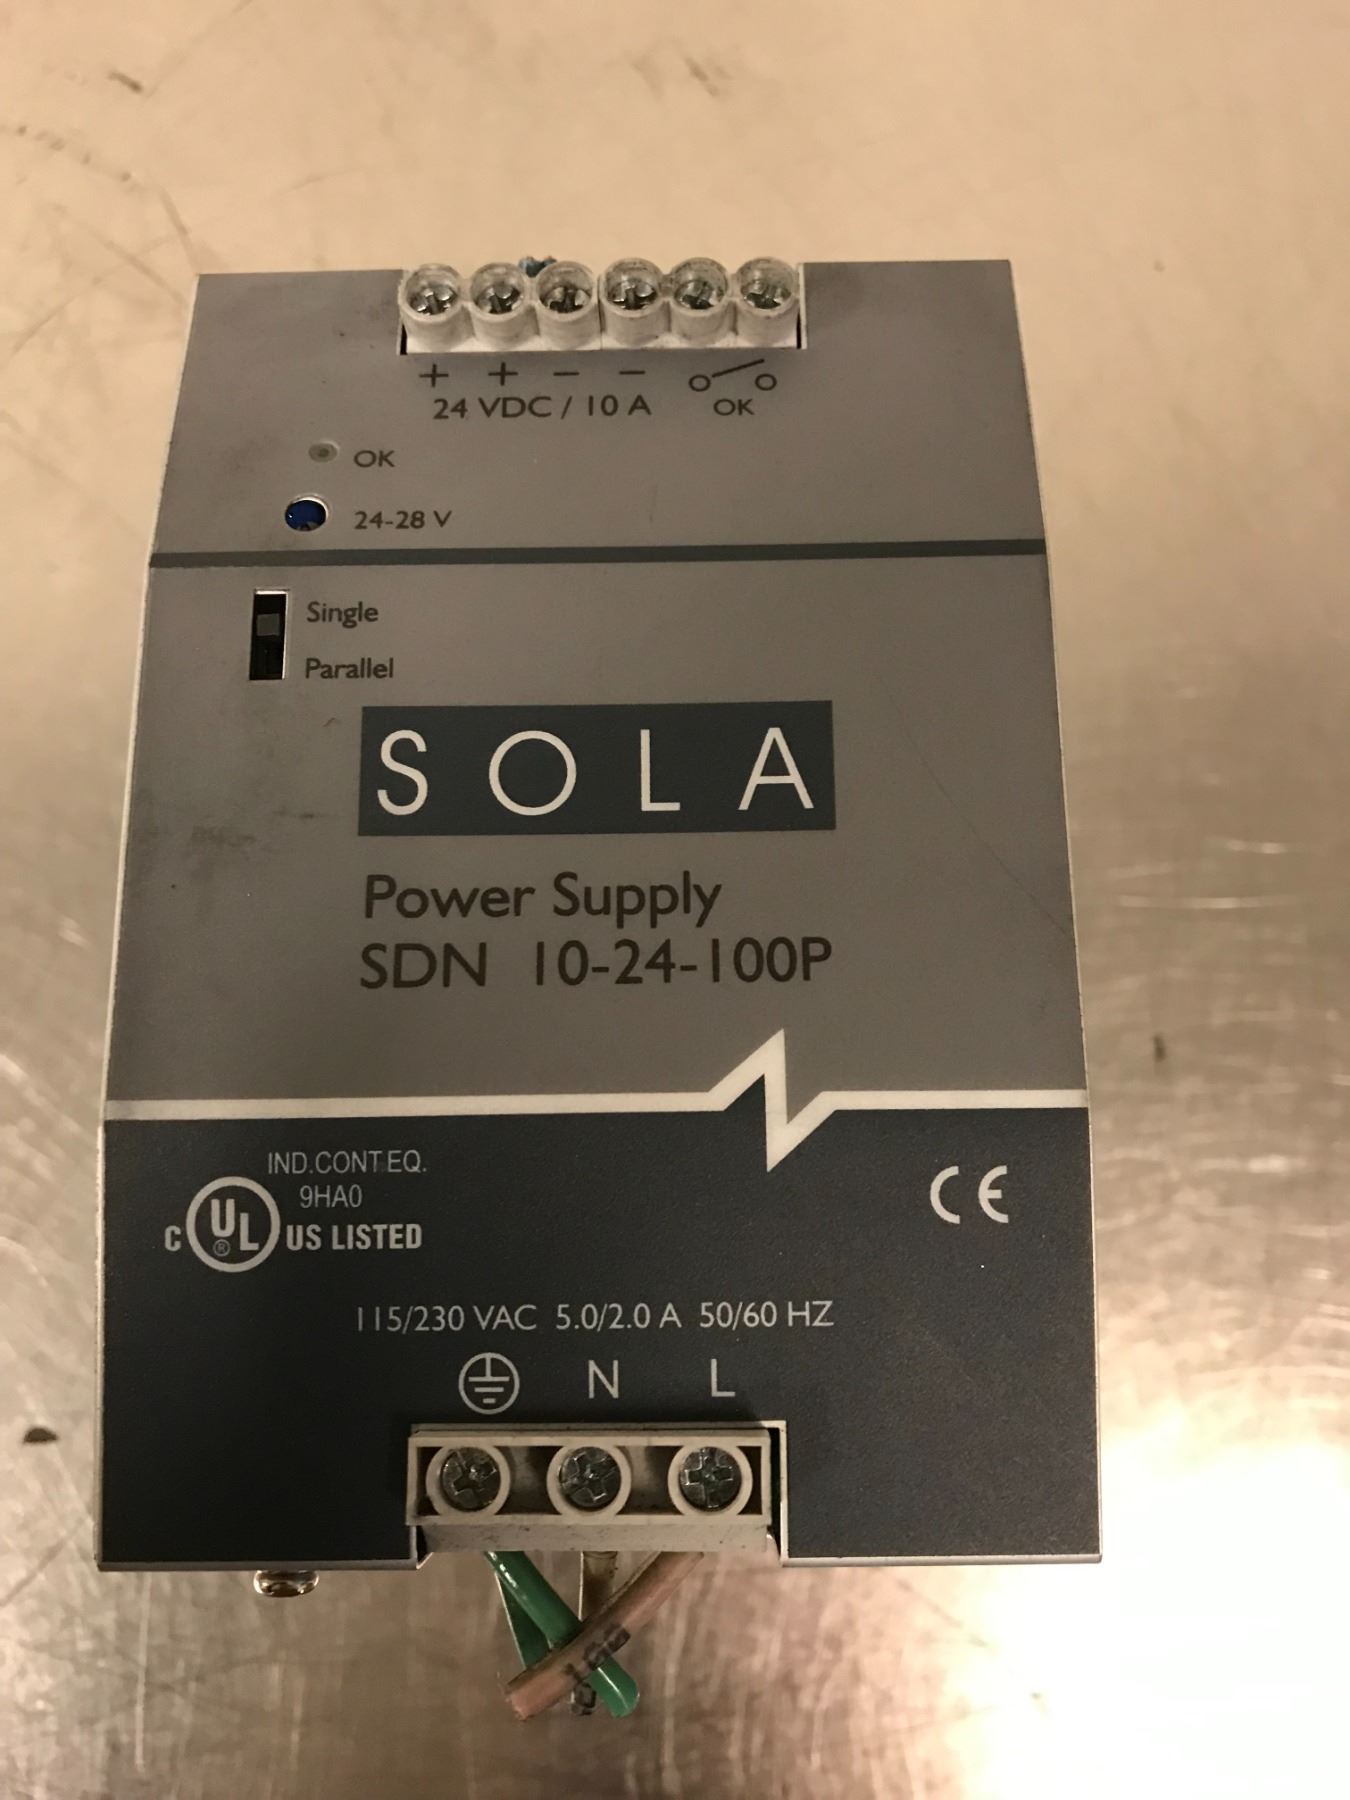 + + − −
24 VDC / 10 A OK
OK
24-28 V
Single
Parallel
SOLA
Power Supply
SDN 10-24-100P
IND.CONT.EQ.
9HA0
C UL ® US LISTED
CE
115/230 VAC 5.0/2.0 A 50/60 HZ
N L